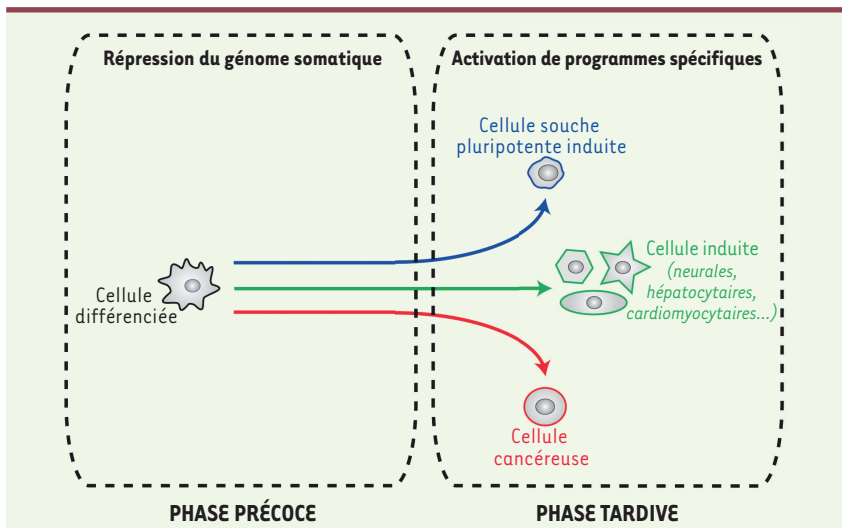 Répression du génome somatique
Activation de programmes spécifiques
Cellule souche
pluripotente induite
Cellule induite
(neurales,
hépatocytaires,
cardiomyocytaires...)
Cellule
différenciée
Cellule
cancéreuse
PHASE PRÉCOCE
PHASE TARDIVE